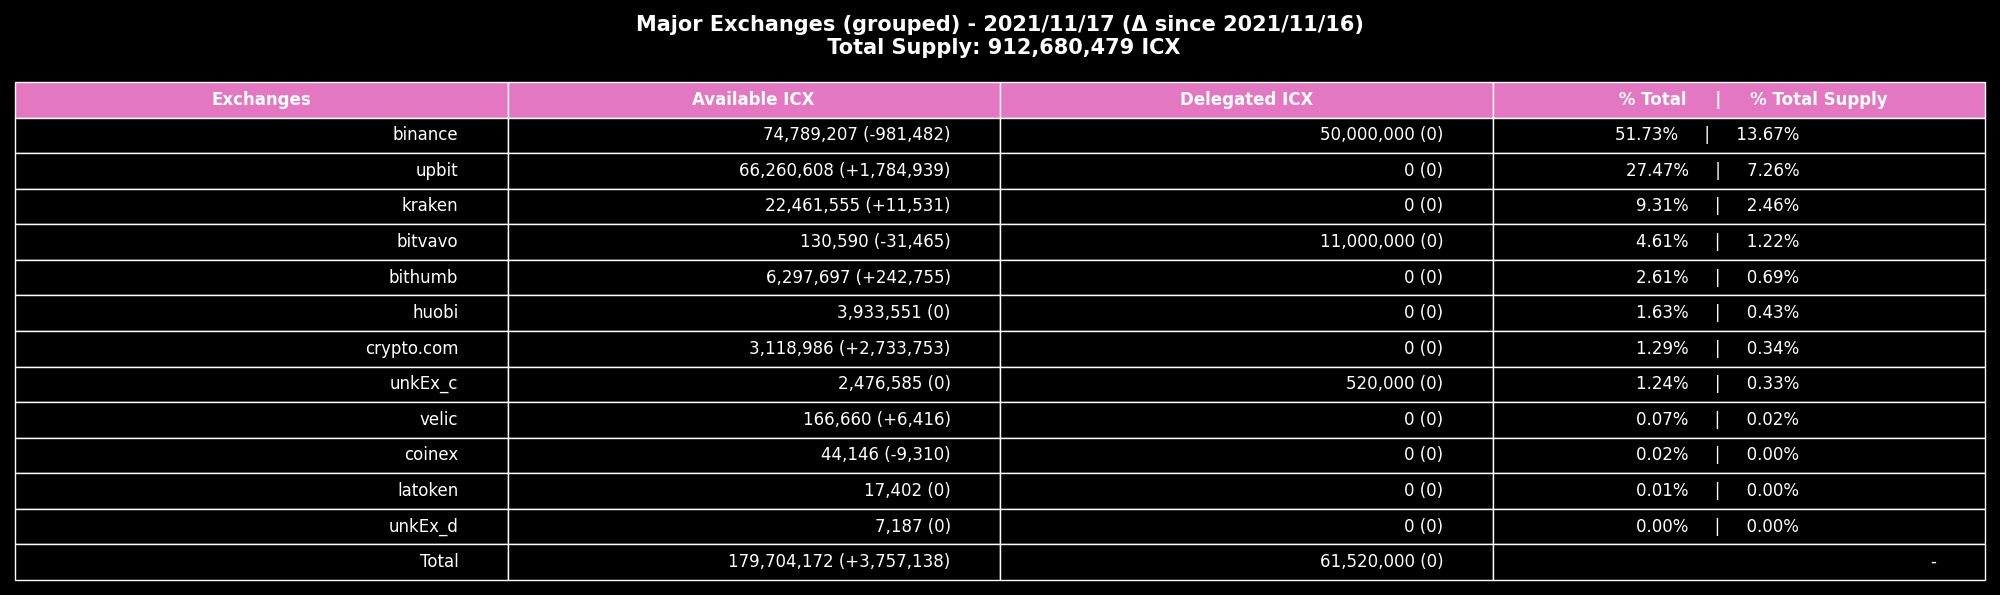 Major Exchanges (grouped) - 2021/11/17 (Δ since 2021/11/16)
Total Supply: 912,680,479 ICX
Exchanges Available ICX Delegated ICX % Total | % Total Supply
binance 74,789,207 (-981,482) 50,000,000 (0) 51.73% | 13.67%
upbit 66,260,608 (+1,784,939) 0 (0) 27.47% | 7.26%
kraken 22,461,555 (+11,531) 0 (0) 9.31% | 2.46%
bitvavo 130,590 (-31,465) 11,000,000 (0) 4.61% | 1.22%
bithumb 6,297,697 (+242,755) 0 (0) 2.61% | 0.69%
huobi 3,933,551 (0) 0 (0) 1.63% | 0.43%
crypto.com 3,118,986 (+2,733,753) 0 (0) 1.29% | 0.34%
unkEx_c 2,476,585 (0) 520,000 (0) 1.24% | 0.33%
velic 166,660 (+6,416) 0 (0) 0.07% | 0.02%
coinex 44,146 (-9,310) 0 (0) 0.02% | 0.00%
latoken 17,402 (0) 0 (0) 0.01% | 0.00%
unkEx_d 7,187 (0) 0 (0) 0.00% | 0.00%
Total 179,704,172 (+3,757,138) 61,520,000 (0) -